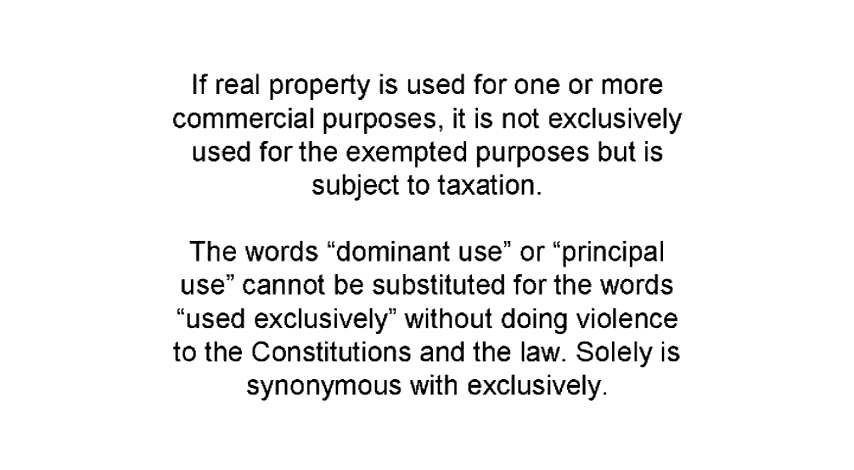 If real property is used for one or more
commercial purposes, it is not exclusively
used for the exempted purposes but is
subject to taxation.
The words “dominant use” or “principal
use” cannot be substituted for the words
“used exclusively” without doing violence
to the Constitutions and the law. Solely is
synonymous with exclusively.